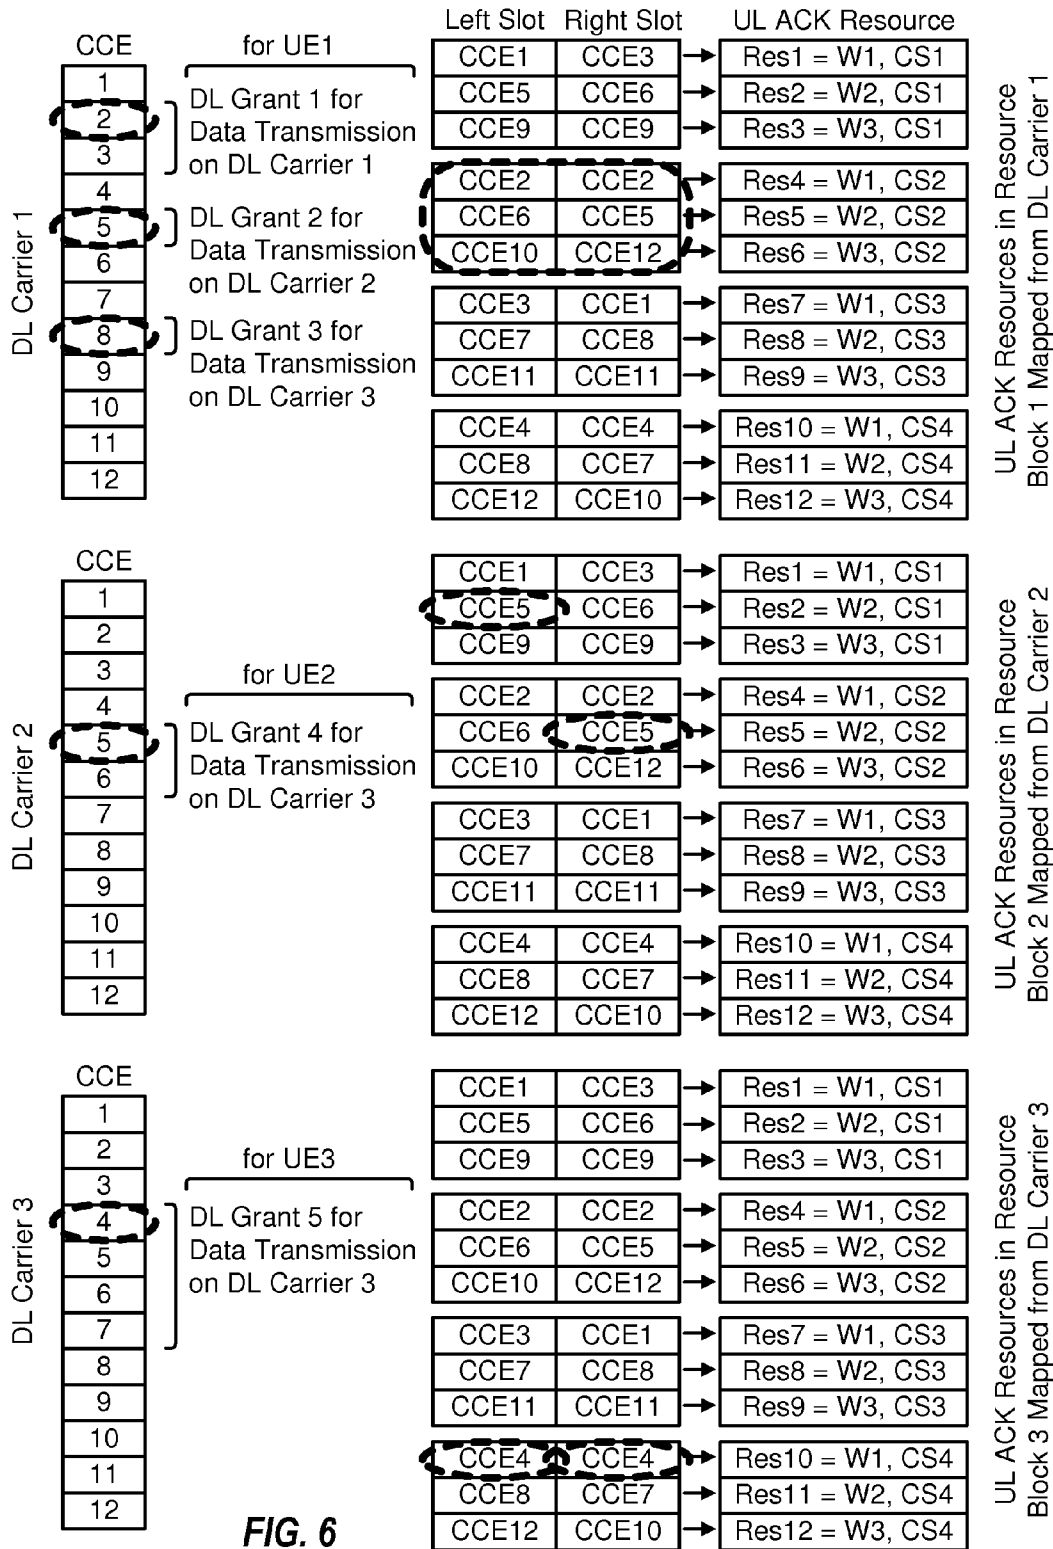 Left Slot Right Slot UL ACK Resource
CCE for UE1
DL Carrier 1
1
2
3
4
5
6
7
8
9
10
11
12
DL Grant 1 for
Data Transmission
on DL Carrier 1
DL Grant 2 for
Data Transmission
on DL Carrier 2
DL Grant 3 for
Data Transmission
on DL Carrier 3
CCE1 CCE3 Res1 = W1, CS1
CCE5 CCE6 Res2 = W2, CS1
CCE9 CCE9 Res3 = W3, CS1
CCE2 CCE2 Res4 = W1, CS2
CCE6 CCE5 Res5 = W2, CS2
CCE10 CCE12 Res6 = W3, CS2
CCE3 CCE1 Res7 = W1, CS3
CCE7 CCE8 Res8 = W2, CS3
CCE11 CCE11 Res9 = W3, CS3
CCE4 CCE4 Res10 = W1, CS4
CCE8 CCE7 Res11 = W2, CS4
CCE12 CCE10 Res12 = W3, CS4
UL ACK Resources in Resource
Block 1 Mapped from DL Carrier 1
CCE
DL Carrier 2
1
2
3
4
5
6
7
8
9
10
11
12
for UE2
DL Grant 4 for
Data Transmission
on DL Carrier 3
CCE1 CCE3 Res1 = W1, CS1
CCE5 CCE6 Res2 = W2, CS1
CCE9 CCE9 Res3 = W3, CS1
CCE2 CCE2 Res4 = W1, CS2
CCE6 CCE5 Res5 = W2, CS2
CCE10 CCE12 Res6 = W3, CS2
CCE3 CCE1 Res7 = W1, CS3
CCE7 CCE8 Res8 = W2, CS3
CCE11 CCE11 Res9 = W3, CS3
CCE4 CCE4 Res10 = W1, CS4
CCE8 CCE7 Res11 = W2, CS4
CCE12 CCE10 Res12 = W3, CS4
UL ACK Resources in Resource
Block 2 Mapped from DL Carrier 2
CCE
DL Carrier 3
1
2
3
4
5
6
7
8
9
10
11
12
for UE3
DL Grant 5 for
Data Transmission
on DL Carrier 3
CCE1 CCE3 Res1 = W1, CS1
CCE5 CCE6 Res2 = W2, CS1
CCE9 CCE9 Res3 = W3, CS1
CCE2 CCE2 Res4 = W1, CS2
CCE6 CCE5 Res5 = W2, CS2
CCE10 CCE12 Res6 = W3, CS2
CCE3 CCE1 Res7 = W1, CS3
CCE7 CCE8 Res8 = W2, CS3
CCE11 CCE11 Res9 = W3, CS3
CCE4 CCE4 Res10 = W1, CS4
CCE8 CCE7 Res11 = W2, CS4
CCE12 CCE10 Res12 = W3, CS4
UL ACK Resources in Resource
Block 3 Mapped from DL Carrier 3
FIG. 6